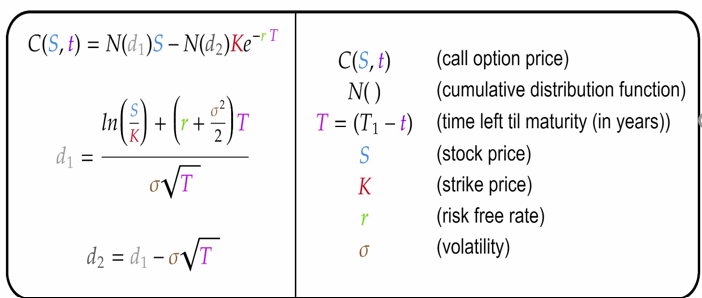 C(S, t) = N(d₁)S − N(d₂)Ke^(−r T)
d₁ = (ln(S/K) + (r + σ²/2)T) / (σ√T)
d₂ = d₁ − σ√T
C(S, t) (call option price)
N( ) (cumulative distribution function)
T = (T₁ − t) (time left til maturity (in years))
S (stock price)
K (strike price)
r (risk free rate)
σ (volatility)